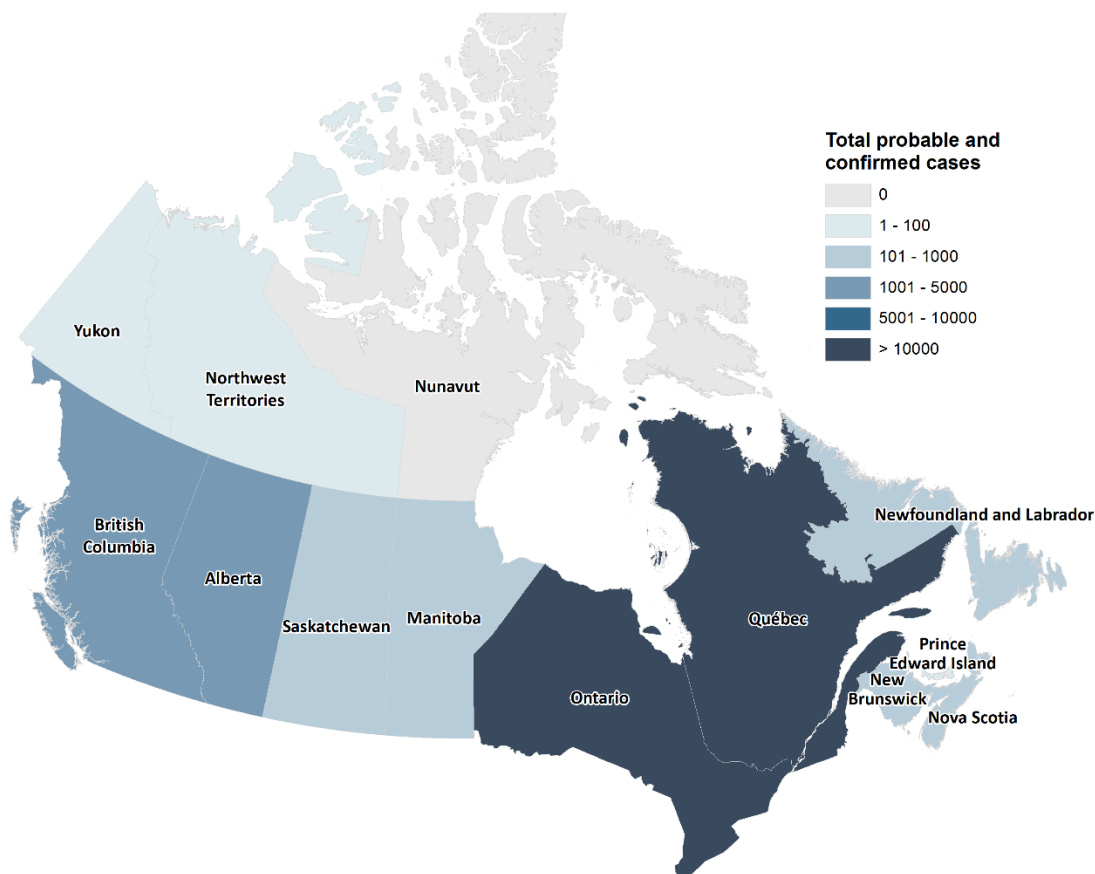 Total probable and
confirmed cases
0
1 - 100
101 - 1000
1001 - 5000
5001 - 10000
> 10000
Yukon
Northwest
Territories
Nunavut
British
Columbia
Alberta
Saskatchewan
Manitoba
Ontario
Québec
Newfoundland and Labrador
Prince
Edward Island
New
Brunswick
Nova Scotia